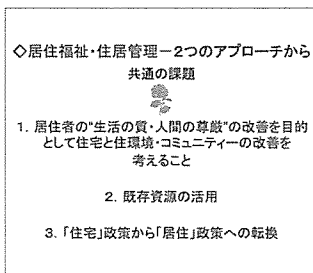 ◇居住福祉・住居管理－2つのアプローチから
共通の課題
1. 居住者の“生活の質・人間の尊厳”の改善を目的
として住宅と住環境・コミュニティーの改善を
考えること
2. 既存資源の活用
3. 「住宅」政策から「居住」政策への転換